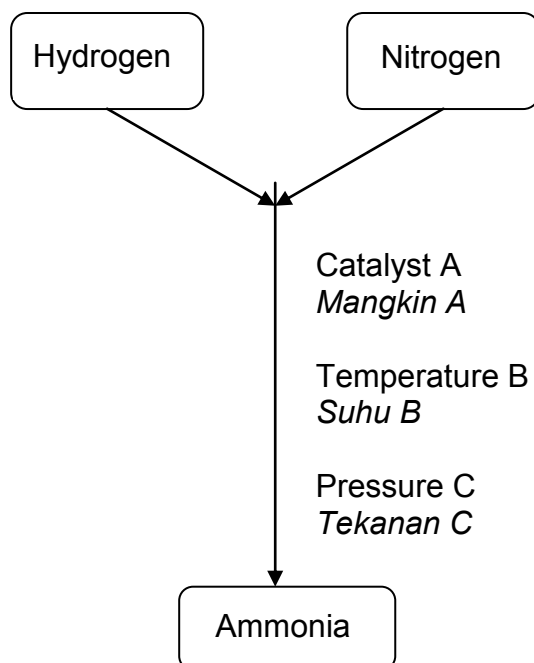 Hydrogen
Nitrogen
Catalyst A
Mangkin A
Temperature B
Suhu B
Pressure C
Tekanan C
Ammonia